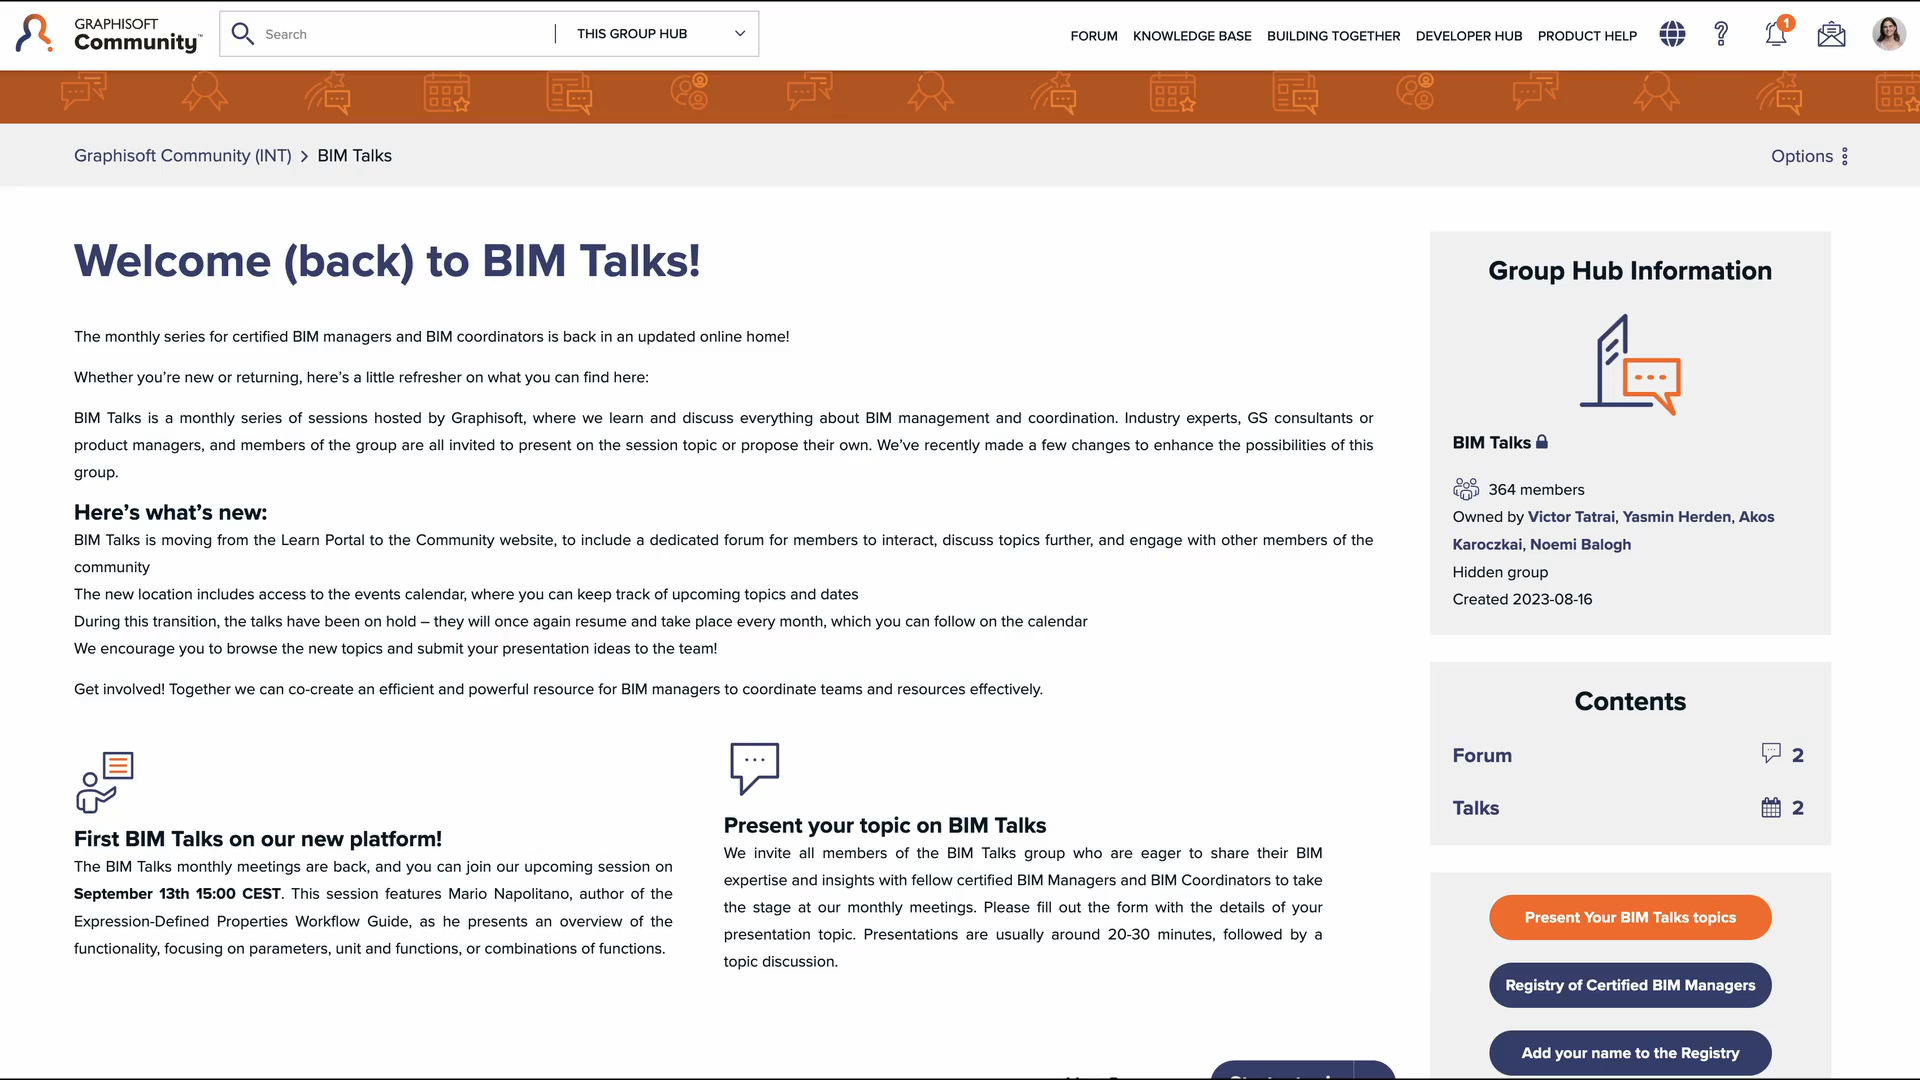 GRAPHISOFT
Community™
Search
THIS GROUP HUB
FORUM
KNOWLEDGE BASE
BUILDING TOGETHER
DEVELOPER HUB
PRODUCT HELP
1
Graphisoft Community (INT) > BIM Talks
Options
Welcome (back) to BIM Talks!
The monthly series for certified BIM managers and BIM coordinators is back in an updated online home!
Whether you're new or returning, here's a little refresher on what you can find here:
BIM Talks is a monthly series of sessions hosted by Graphisoft, where we learn and discuss everything about BIM management and coordination. Industry experts, GS consultants or
product managers, and members of the group are all invited to present on the session topic or propose their own. We've recently made a few changes to enhance the possibilities of this
group.
Here's what's new:
BIM Talks is moving from the Learn Portal to the Community website, to include a dedicated forum for members to interact, discuss topics further, and engage with other members of the
community
The new location includes access to the events calendar, where you can keep track of upcoming topics and dates
During this transition, the talks have been on hold – they will once again resume and take place every month, which you can follow on the calendar
We encourage you to browse the new topics and submit your presentation ideas to the team!
Get involved! Together we can co-create an efficient and powerful resource for BIM managers to coordinate teams and resources effectively.
First BIM Talks on our new platform!
The BIM Talks monthly meetings are back, and you can join our upcoming session on
September 13th 15:00 CEST. This session features Mario Napolitano, author of the
Expression-Defined Properties Workflow Guide, as he presents an overview of the
functionality, focusing on parameters, unit and functions, or combinations of functions.
Present your topic on BIM Talks
We invite all members of the BIM Talks group who are eager to share their BIM
expertise and insights with fellow certified BIM Managers and BIM Coordinators to take
the stage at our monthly meetings. Please fill out the form with the details of your
presentation topic. Presentations are usually around 20-30 minutes, followed by a
topic discussion.
Group Hub Information
BIM Talks
364 members
Owned by Victor Tatrai, Yasmin Herden, Akos
Karoczkai, Noemi Balogh
Hidden group
Created 2023-08-16
Contents
Forum 2
Talks 2
Present Your BIM Talks topics
Registry of Certified BIM Managers
Add your name to the Registry